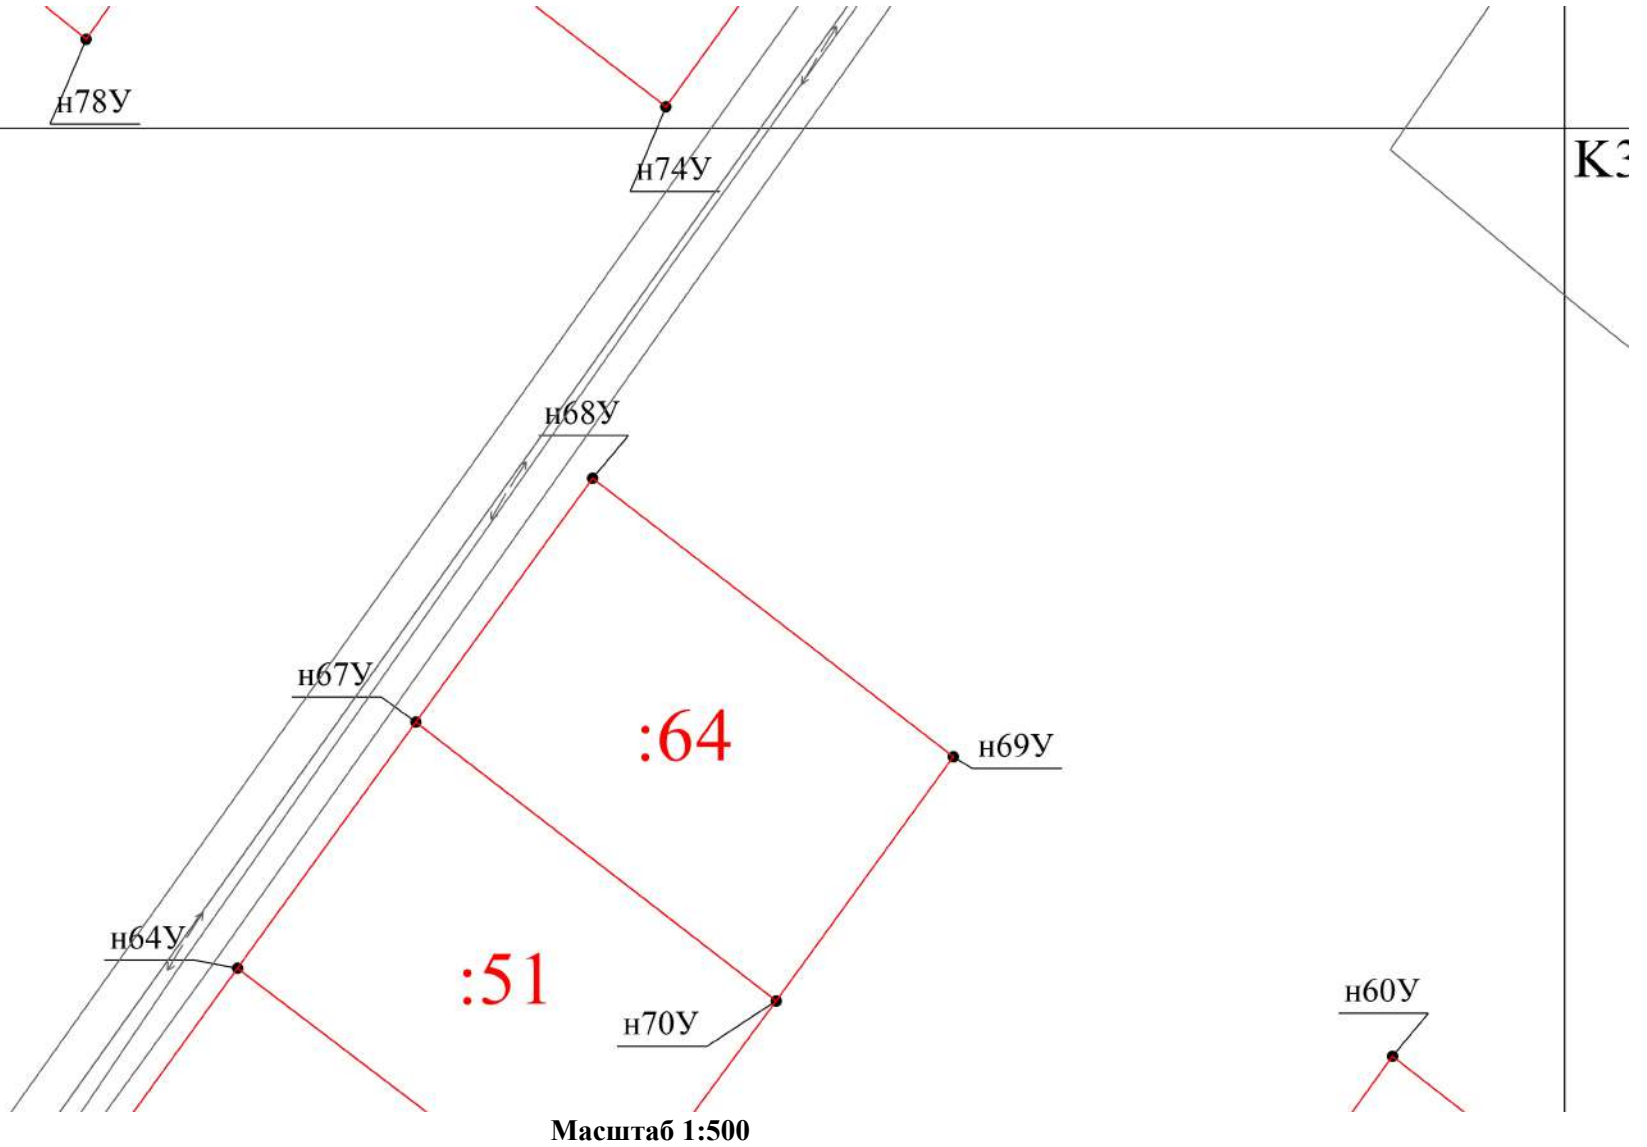 н78У
н74У
К3
н68У
н67У
:64
н69У
н64У
:51
н70У
н60У
Масштаб 1:500